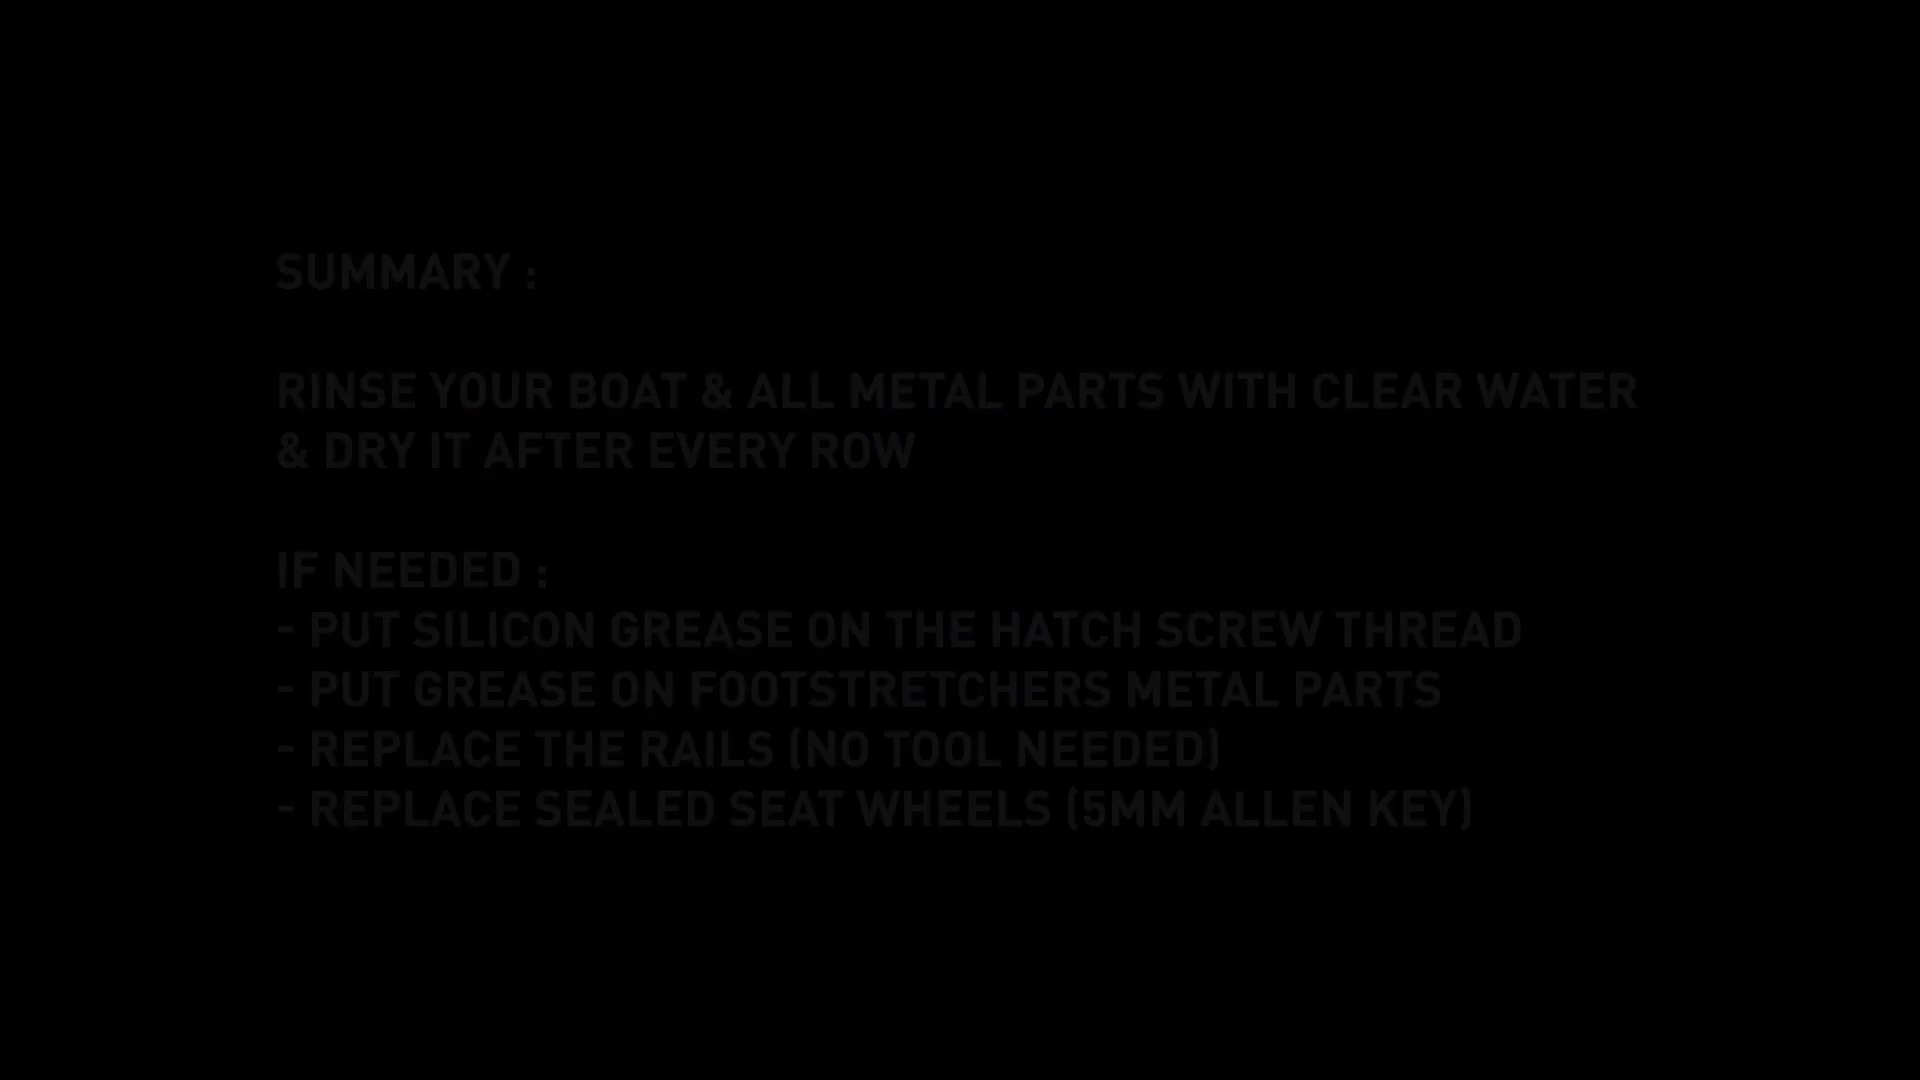 SUMMARY :
RINSE YOUR BOAT & ALL METAL PARTS WITH CLEAR WATER
& DRY IT AFTER EVERY ROW
IF NEEDED :
- PUT SILICON GREASE ON THE HATCH SCREW THREAD
- PUT GREASE ON FOOTSTRETCHERS METAL PARTS
- REPLACE THE RAILS (NO TOOL NEEDED)
- REPLACE SEALED SEAT WHEELS (5MM ALLEN KEY)